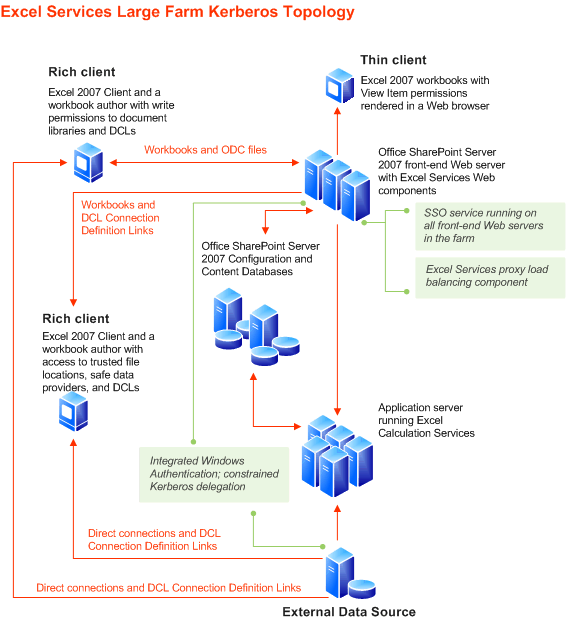 Excel Services Large Farm Kerberos Topology
Thin client
Excel 2007 workbooks with
View Item permissions
rendered in a Web browser
Rich client
Excel 2007 Client and a
workbook author with write
permissions to document
libraries and DCLs
Workbooks and ODC files
Office SharePoint Server
2007 front-end Web server
with Excel Services Web
components
Workbooks and
DCL Connection
Definition Links
SSO service running on
all front-end Web servers
in the farm
Office SharePoint Server
2007 Configuration and
Content Databases
Excel Services proxy load
balancing component
Rich client
Excel 2007 Client and a
workbook author with
access to trusted file
locations, safe data
providers, and DCLs
Application server
running Excel
Calculation Services
Integrated Windows
Authentication; constrained
Kerberos delegation
Direct connections and DCL
Connection Definition Links
Direct connections and DCL Connection Definition Links
External Data Source